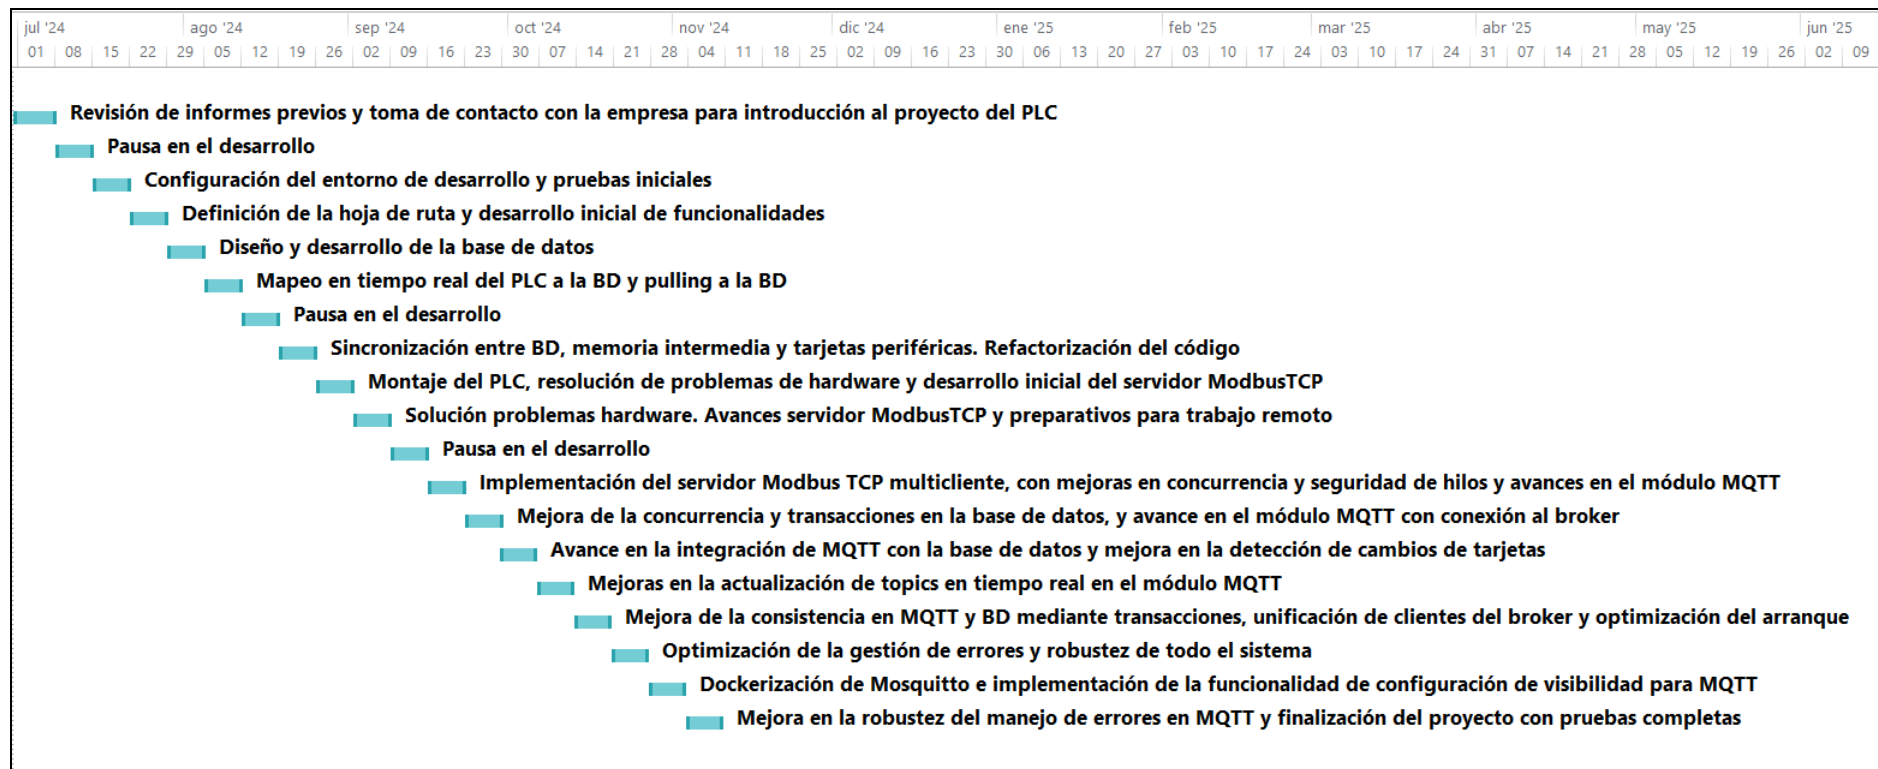 jul '24 ago '24 sep '24 oct '24 nov '24 dic '24 ene '25 feb '25 mar '25 abr '25 may '25 jun '25
01 08 15 22 29 05 12 19 26 02 09 16 23 30 07 14 21 28 04 11 18 25 02 09 16 23 30 06 13 20 27 03 10 17 24 03 10 17 24 31 07 14 21 28 05 12 19 26 02 09
Revisión de informes previos y toma de contacto con la empresa para introducción al proyecto del PLC
Pausa en el desarrollo
Configuración del entorno de desarrollo y pruebas iniciales
Definición de la hoja de ruta y desarrollo inicial de funcionalidades
Diseño y desarrollo de la base de datos
Mapeo en tiempo real del PLC a la BD y pulling a la BD
Pausa en el desarrollo
Sincronización entre BD, memoria intermedia y tarjetas periféricas. Refactorización del código
Montaje del PLC, resolución de problemas de hardware y desarrollo inicial del servidor ModbusTCP
Solución problemas hardware. Avances servidor ModbusTCP y preparativos para trabajo remoto
Pausa en el desarrollo
Implementación del servidor Modbus TCP multicliente, con mejoras en concurrencia y seguridad de hilos y avances en el módulo MQTT
Mejora de la concurrencia y transacciones en la base de datos, y avance en el módulo MQTT con conexión al broker
Avance en la integración de MQTT con la base de datos y mejora en la detección de cambios de tarjetas
Mejoras en la actualización de topics en tiempo real en el módulo MQTT
Mejora de la consistencia en MQTT y BD mediante transacciones, unificación de clientes del broker y optimización del arranque
Optimización de la gestión de errores y robustez de todo el sistema
Dockerización de Mosquitto e implementación de la funcionalidad de configuración de visibilidad para MQTT
Mejora en la robustez del manejo de errores en MQTT y finalización del proyecto con pruebas completas